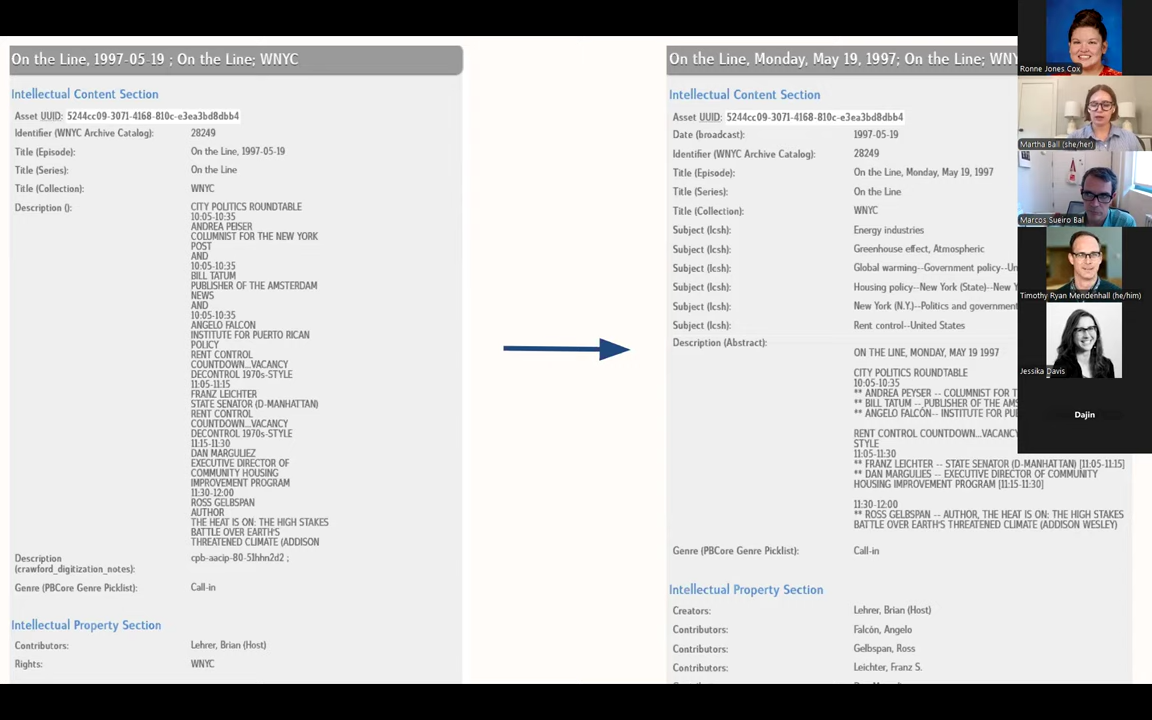 On the Line, 1997-05-19 ; On the Line; WNYC
Intellectual Content Section
Asset UUID: 5244cc09-3071-4168-810c-e3ea3bd8dbb4
Identifier (WNYC Archive Catalog): 28249
Title (Episode): On the Line, 1997-05-19
Title (Series): On the Line
Title (Collection): WNYC
Description (): CITY POLITICS ROUNDTABLE
10:05-10:35
ANDREA PEISER
COLUMNIST FOR THE NEW YORK
POST
AND
10:05-10:35
BILL TATUM
PUBLISHER OF THE AMSTERDAM
NEWS
AND
10:05-10:35
ANGELO FALCON
INSTITUTE FOR PUERTO RICAN
POLICY
RENT CONTROL
COUNTDOWN...VACANCY
DECONTROL 1970s-STYLE
11:05-11:15
FRANZ LEICHTER
STATE SENATOR (D-MANHATTAN)
RENT CONTROL
COUNTDOWN...VACANCY
DECONTROL 1970s-STYLE
11:15-11:30
DAN MARGULIEZ
EXECUTIVE DIRECTOR OF
COMMUNITY HOUSING
IMPROVEMENT PROGRAM
11:30-12:00
ROSS GELBSPAN
AUTHOR
THE HEAT IS ON: THE HIGH STAKES
BATTLE OVER EARTH'S
THREATENED CLIMATE (ADDISON
Description (crawford_digitization_notes): cpb-aacip-80-51hhn2d2 ;
Genre (PBCore Genre Picklist): Call-in
Intellectual Property Section
Contributors: Lehrer, Brian (Host)
Rights: WNYC
On the Line, Monday, May 19, 1997; On the Line; WNY
Intellectual Content Section
Asset UUID: 5244cc09-3071-4168-810c-e3ea3bd8dbb4
Date (broadcast): 1997-05-19
Identifier (WNYC Archive Catalog): 28249
Title (Episode): On the Line, Monday, May 19, 1997
Title (Series): On the Line
Title (Collection): WNYC
Subject (lcsh): Energy industries
Subject (lcsh): Greenhouse effect, Atmospheric
Subject (lcsh): Global warming--Government policy--Un
Subject (lcsh): Housing policy--New York (State)--New Y
Subject (lcsh): New York (N.Y.)--Politics and government
Subject (lcsh): Rent control--United States
Description (Abstract):
ON THE LINE, MONDAY, MAY 19 1997
CITY POLITICS ROUNDTABLE
10:05-10:35
** ANDREA PEYSER -- COLUMNIST FOR T
** BILL TATUM -- PUBLISHER OF THE AMS
** ANGELO FALCÓN-- INSTITUTE FOR PUE
RENT CONTROL COUNTDOWN...VACANCY
STYLE
11:05-11:30
** FRANZ LEICHTER -- STATE SENATOR (D-MANHATTAN) [11:05-11:15]
** DAN MARGULIES -- EXECUTIVE DIRECTOR OF COMMUNITY
HOUSING IMPROVEMENT PROGRAM [11:15-11:30]
11:30-12:00
** ROSS GELBSPAN -- AUTHOR, THE HEAT IS ON: THE HIGH STAKES
BATTLE OVER EARTH'S THREATENED CLIMATE (ADDISON WESLEY)
Genre (PBCore Genre Picklist): Call-in
Intellectual Property Section
Creators: Lehrer, Brian (Host)
Contributors: Falcón, Angelo
Contributors: Gelbspan, Ross
Contributors: Leichter, Franz S.
Ronne Jones Cox
Martha Ball (she/her)
Marcos Sueiro Bal
Timothy Ryan Mendenhall (he/him)
Jessika Davis
Dajin